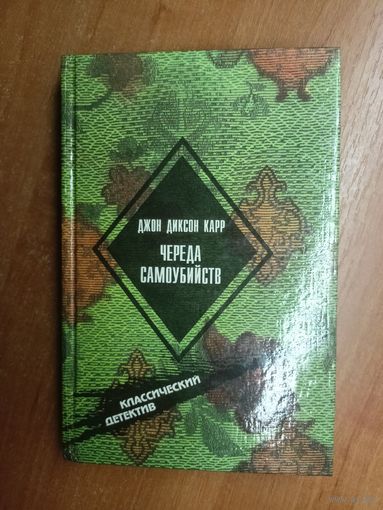 ДЖОН ДИКСОН КАРР
ЧЕРЕДА
САМОУБИЙСТВ
КЛАССИЧЕСКИЙ
ДЕТЕКТИВ